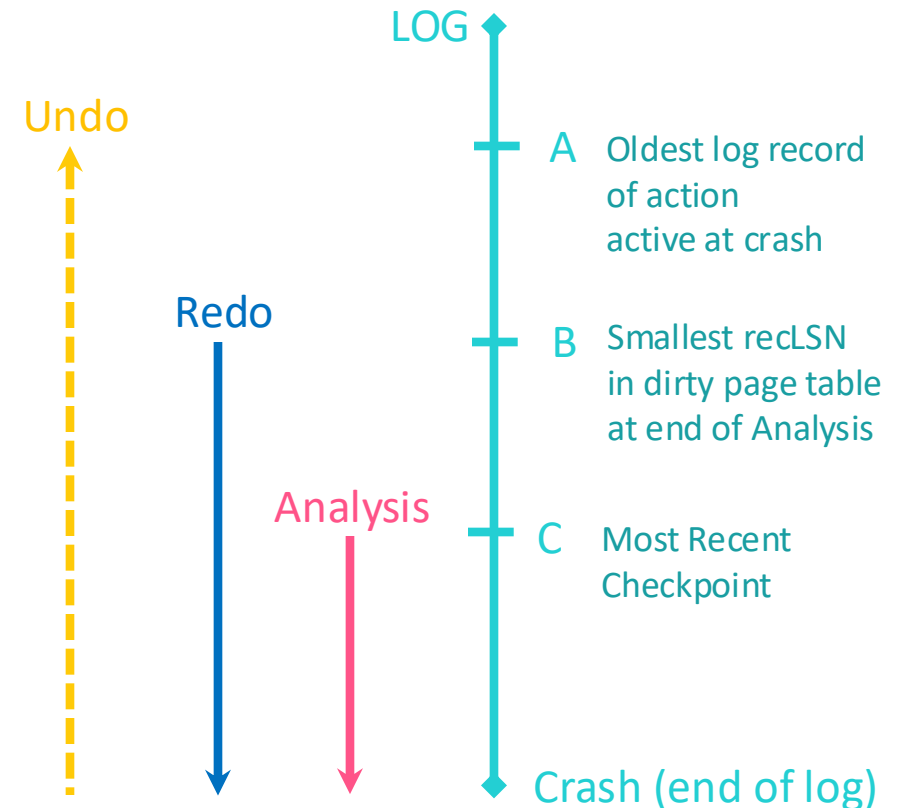 LOG
Undo
A Oldest log record
of action
active at crash
Redo
B Smallest recLSN
in dirty page table
at end of Analysis
Analysis
C Most Recent
Checkpoint
Crash (end of log)